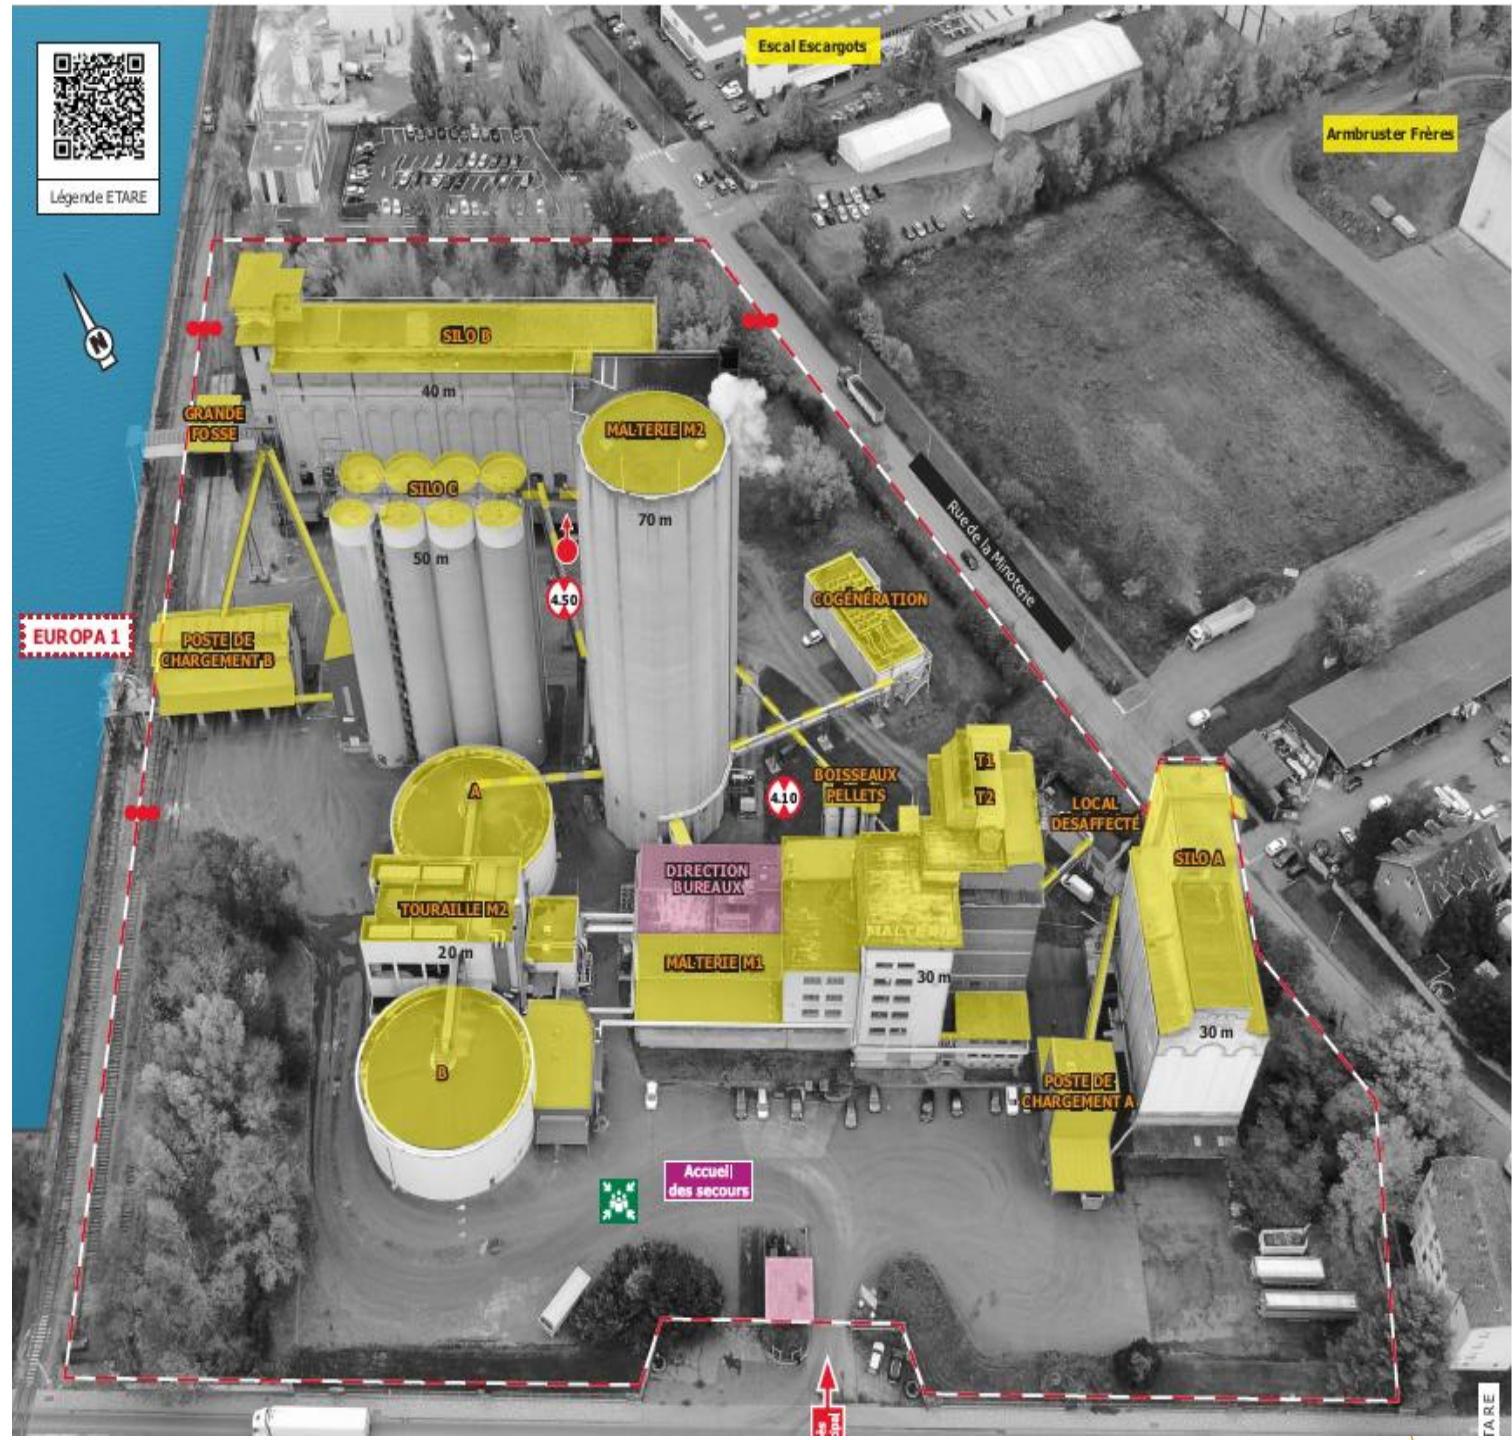 Escal Escargots
Armbruster Frères
Légende ETARE
N
SILO B
40 m
GRANDE
FOSSE
MALTERIE M2
SILO C
70 m
50 m
Rue de la Minoterie
4.50
COGÉNÉRATION
EUROPA 1
POSTE DE
CHARGEMENT B
T1
A
BOISSEAUX
PELLETS
4.10
T2
LOCAL
DESAFFECTÉ
SILO A
DIRECTION
BUREAUX
TOURAILLE M2
MALTERIE
20 m
MALTERIE M1
30 m
30 m
B
POSTE DE
CHARGEMENT A
Accueil
des secours